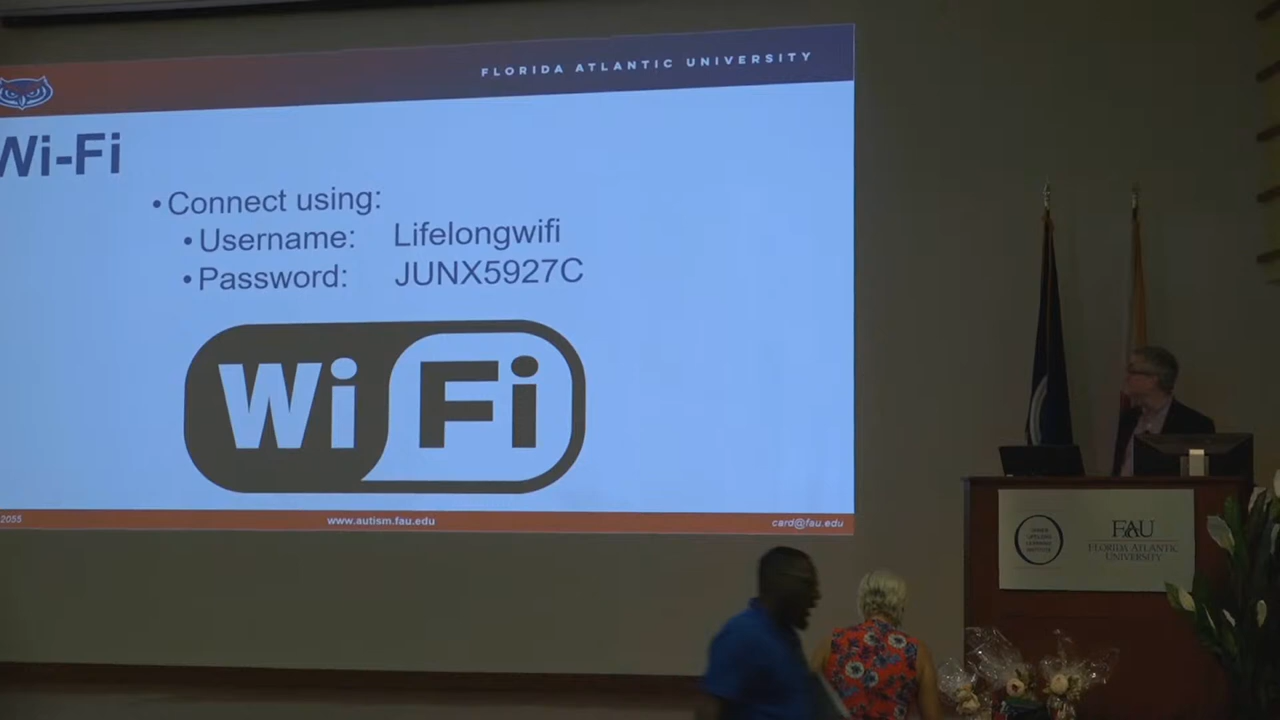 FLORIDA ATLANTIC UNIVERSITY
Wi-Fi
• Connect using:
• Username: Lifelongwifi
• Password: JUNX5927C
Wi Fi
2055
www.autism.fau.edu
card@fau.edu
FAU
FLORIDA ATLANTIC
UNIVERSITY